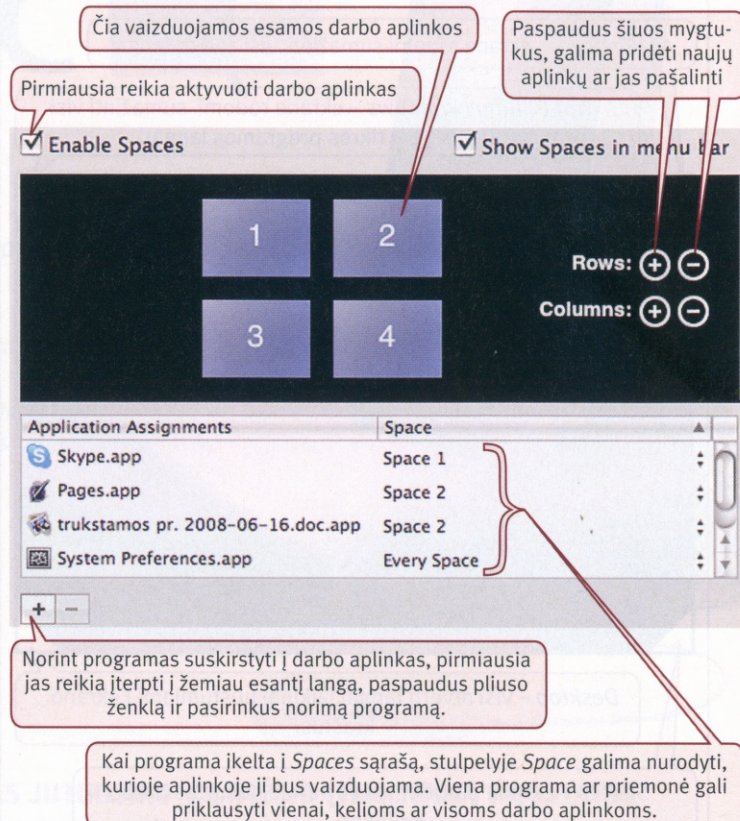 Čia vaizduojamos esamos darbo aplinkos
Paspaudus šiuos mygtu-
kus, galima pridėti naujų
aplinkų ar jas pašalinti
Pirmiausia reikia aktyvuoti darbo aplinkas
Enable Spaces
Show Spaces in menu bar
1
2
Rows:
Columns:
3
4
Application Assignments
Space
Skype.app
Space 1
Pages.app
Space 2
trukstamos pr. 2008-06-16.doc.app
Space 2
System Preferences.app
Every Space
Norint programas suskirstyti į darbo aplinkas, pirmiausia
jas reikia įterpti į žemiau esantį langą, paspaudus pliuso
ženklą ir pasirinkus norimą programą.
Kai programa įkelta į Spaces sąrašą, stulpelyje Space galima nurodyti,
kurioje aplinkoje ji bus vaizduojama. Viena programa ar priemonė gali
priklausyti vienai, kelioms ar visoms darbo aplinkoms.